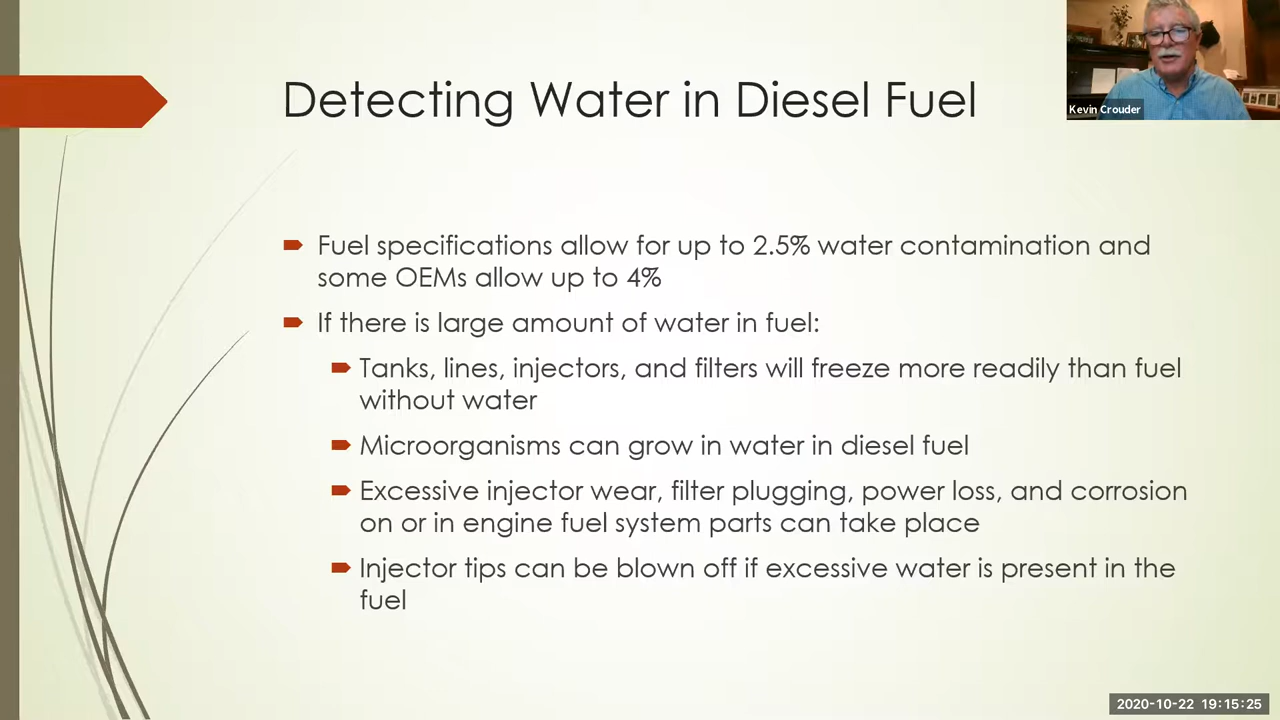 Detecting Water in Diesel Fuel
Kevin Crouder
Fuel specifications allow for up to 2.5% water contamination and
some OEMs allow up to 4%
If there is large amount of water in fuel:
Tanks, lines, injectors, and filters will freeze more readily than fuel
without water
Microorganisms can grow in water in diesel fuel
Excessive injector wear, filter plugging, power loss, and corrosion
on or in engine fuel system parts can take place
Injector tips can be blown off if excessive water is present in the
fuel
2020-10-22 19:15:25